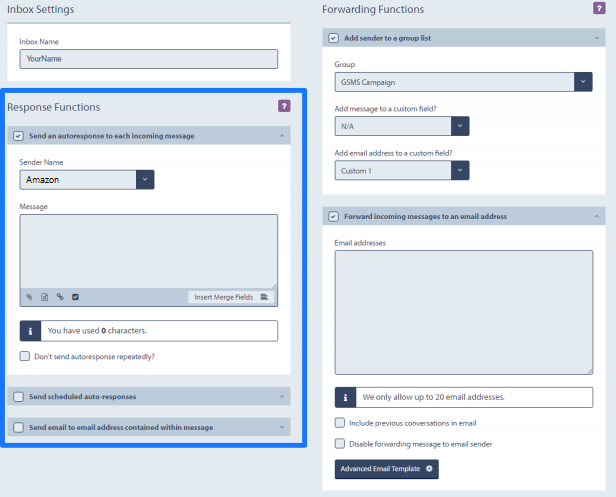 Inbox Settings
Inbox Name
YourName
Response Functions
?
Send an autoresponse to each incoming message
Sender Name
Amazon
Message
Insert Merge Fields
i You have used 0 characters.
Don't send autoresponse repeatedly?
Send scheduled auto-responses
Send email to email address contained within message
Forwarding Functions
?
Add sender to a group list
Group
GSMS Campaign
Add message to a custom field?
N/A
Add email address to a custom field?
Custom 1
Forward incoming messages to an email address
Email addresses
i We only allow up to 20 email addresses.
Include previous conversations in email
Disable forwarding message to email sender
Advanced Email Template